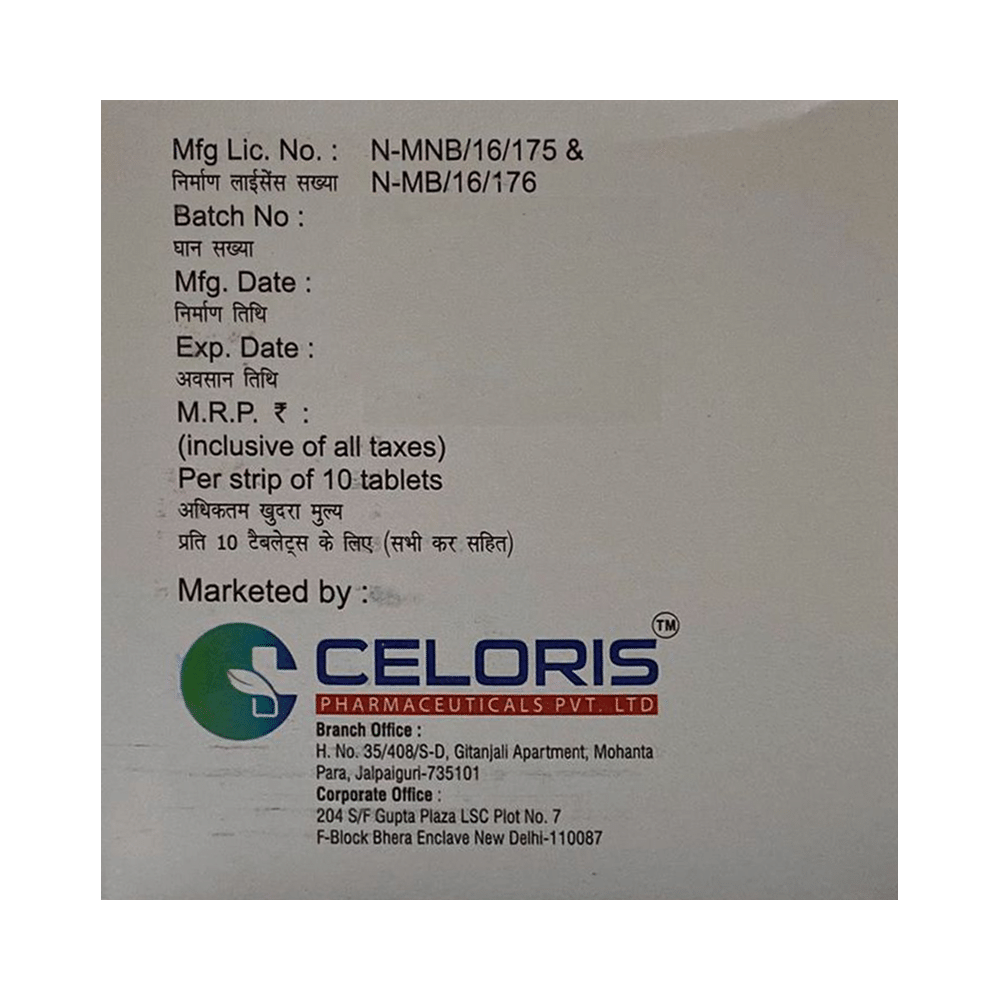 Mfg Lic. No. : N-MNB/16/175 &
निर्माण लाईसेंस सख्या N-MB/16/176
Batch No :
घान सख्या
Mfg. Date :
निर्माण तिथि
Exp. Date :
अवसान तिथि
M.R.P. ₹ :
(inclusive of all taxes)
Per strip of 10 tablets
अधिकतम खुदरा मुल्य
प्रति 10 टैबलेट्स के लिए (सभी कर सहित)
Marketed by :
CELORIS TM
PHARMACEUTICALS PVT. LTD
Branch Office :
H. No. 35/408/S-D, Gitanjali Apartment, Mohanta
Para, Jalpaiguri-735101
Corporate Office :
204 S/F Gupta Plaza LSC Plot No. 7
F-Block Bhera Enclave New Delhi-110087